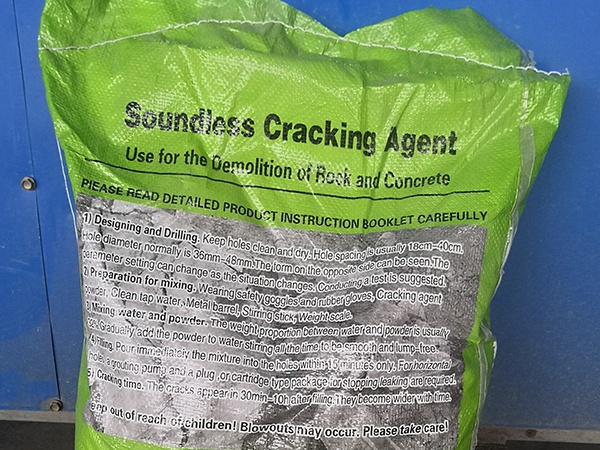 Soundless Cracking Agent
Use for the Demolition of Rock and Concrete
PlEASE READ DETAILED PRODUCT INSTRUCTION BOOKLET CAREFULLY
1) Designing and Drilling. Keep holes clean and dry. Hole spacing is usually 18cm–40cm.
Hole diameter normally is 36mm–48mm.The form on the opposite side can be seen.The
parameter setting can change as the situation changes. Conducting a test is suggested.
2) Preparation for mixing. Wearing safety goggles and rubber gloves, Cracking agent
powder, Clean tap water, Metal barrel, Stirring stick, Weight scale.
3) Mixing water and powder. The weight proportion between water and powder is usually
Gradually add the powder to water stirring all the time to be smooth and lump-free.
4) Filling. Pour immediately the mixture into the holes within 15 minutes only. For horizontal
hole, a grouting pump and a plug ,or cartridge type package for stopping leaking are required.
5) Cracking time. The cracks appear in 30min–10h after filling.They become wider with time.
Keep out of reach of children! Blowouts may occur. Please take care!